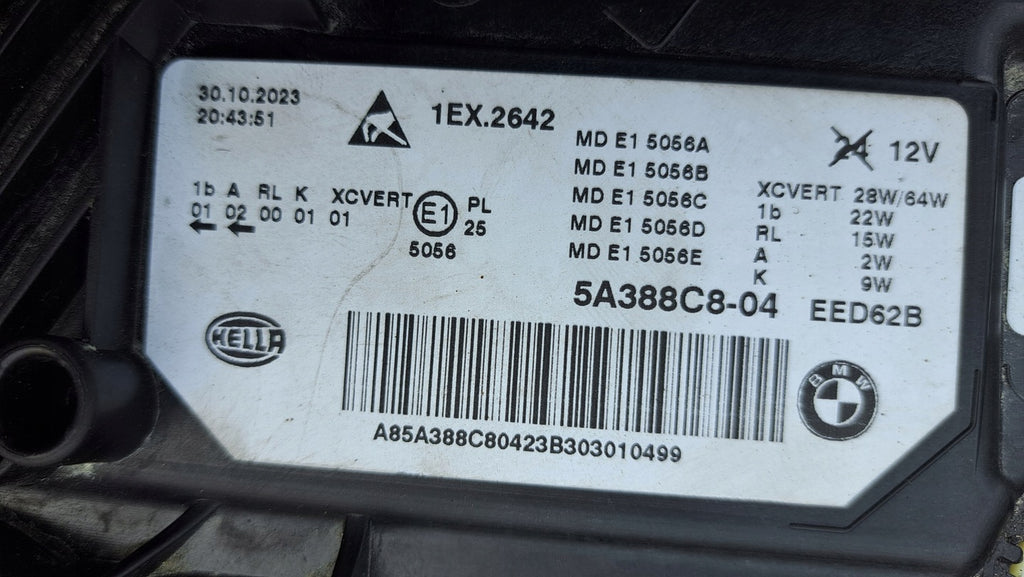 30.10.2023
20:43:51
1EX.2642
MD E1 5056A
MD E1 5056B
MD E1 5056C
MD E1 5056D
MD E1 5056E
24 12V
1b A RL K XCVERT
01 02 00 01 01
E1
PL
25
5056
XCVERT 28W/64W
1b 22W
RL 15W
A 2W
K 9W
5A388C8-04 EED62B
HELLA
BMW
A85A388C80423B303010499